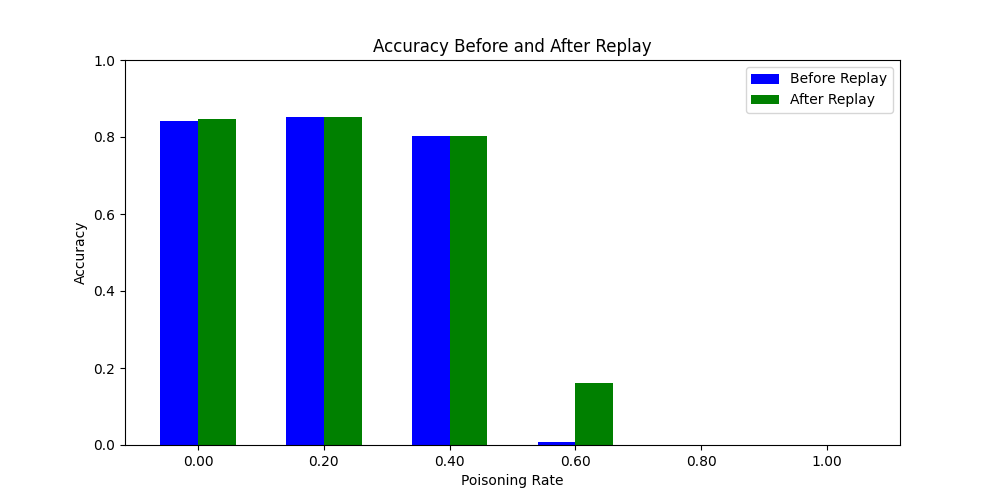 Accuracy Before and After Replay
Before Replay
After Replay
1.0
0.8
0.6
0.4
0.2
0.0
Accuracy
0.00 0.20 0.40 0.60 0.80 1.00
Poisoning Rate